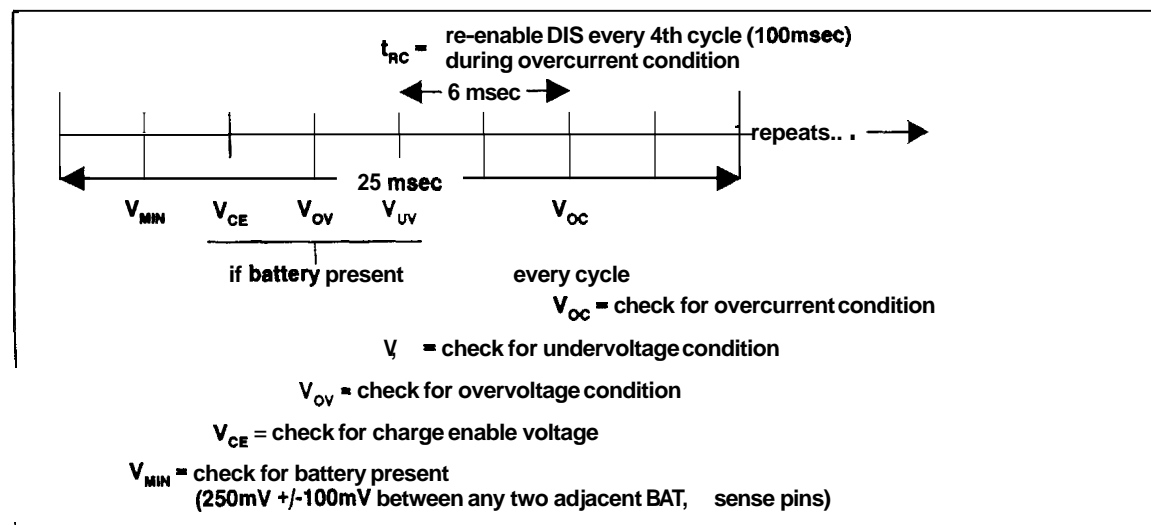 t_RC = re-enable DIS every 4th cycle (100msec)
during overcurrent condition
6 msec
repeats.. .
25 msec
V_MIN V_CE V_OV V_UV V_OC
if battery present every cycle
V_OC = check for overcurrent condition
V, = check for undervoltage condition
V_OV = check for overvoltage condition
V_CE = check for charge enable voltage
V_MIN = check for battery present
(250mV +/-100mV between any two adjacent BAT, sense pins)